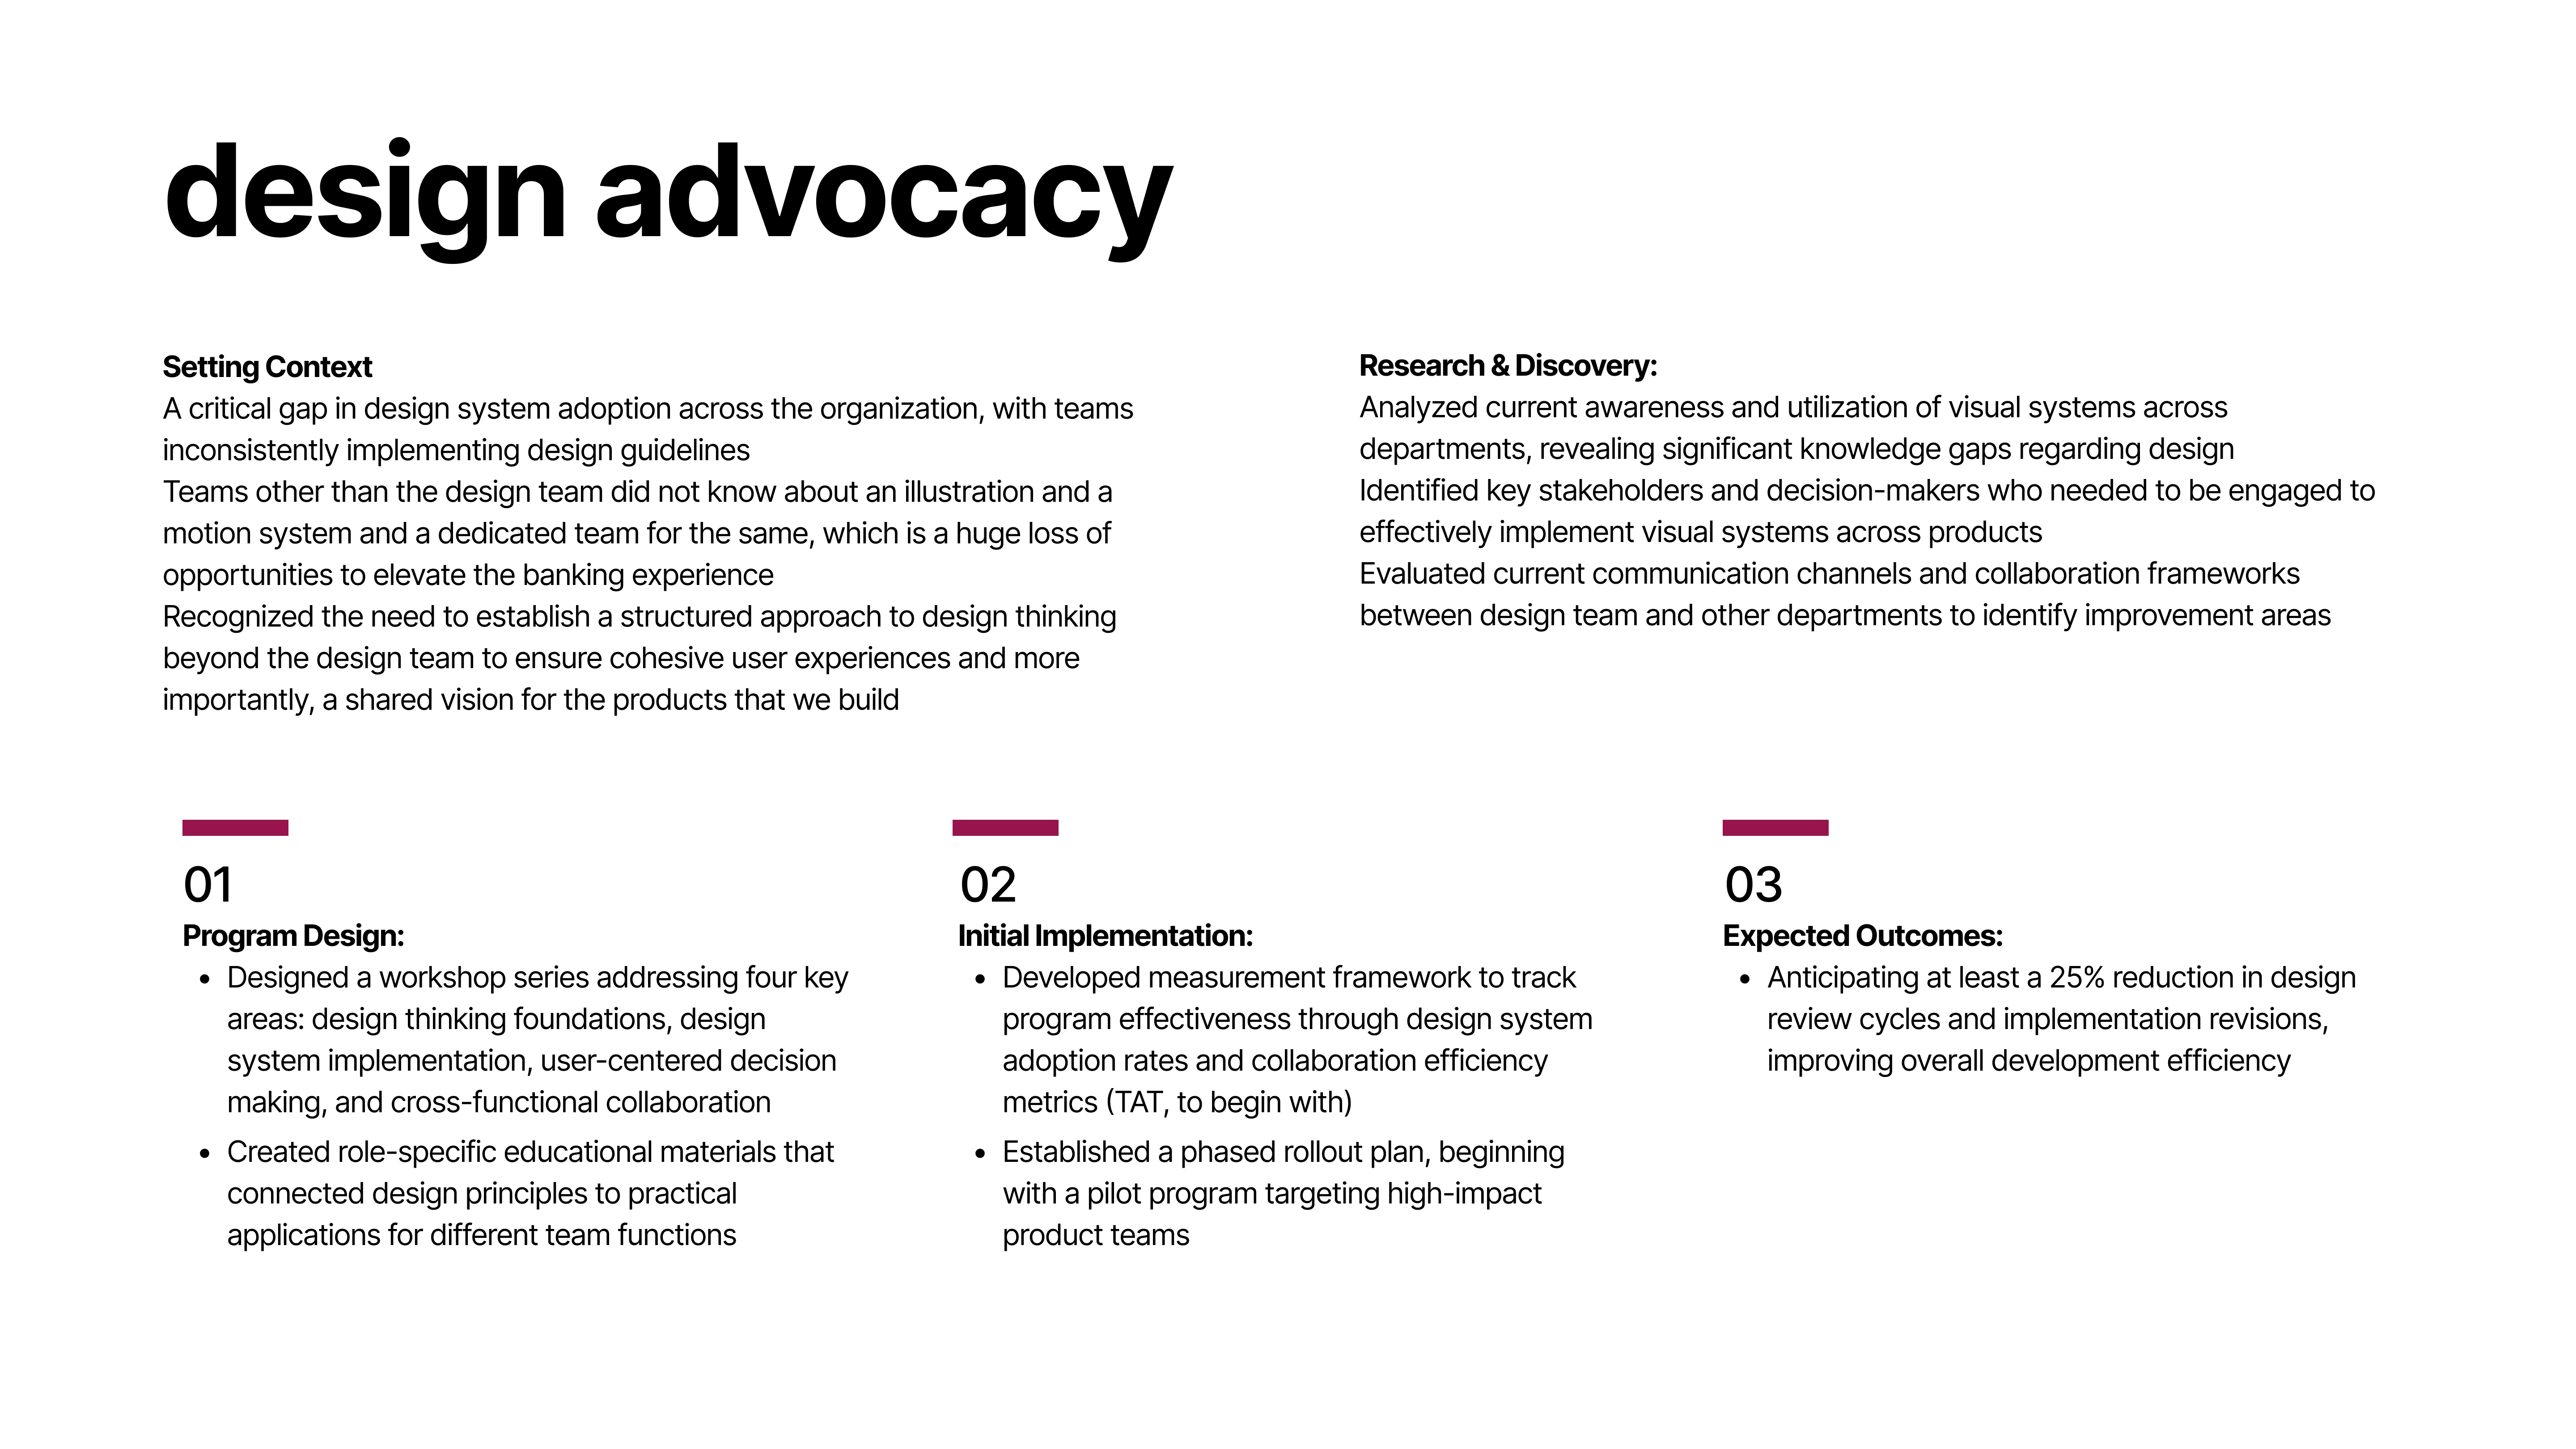 design advocacy
Setting Context
A critical gap in design system adoption across the organization, with teams
inconsistently implementing design guidelines
Teams other than the design team did not know about an illustration and a
motion system and a dedicated team for the same, which is a huge loss of
opportunities to elevate the banking experience
Recognized the need to establish a structured approach to design thinking
beyond the design team to ensure cohesive user experiences and more
importantly, a shared vision for the products that we build
Research & Discovery:
Analyzed current awareness and utilization of visual systems across
departments, revealing significant knowledge gaps regarding design
Identified key stakeholders and decision-makers who needed to be engaged to
effectively implement visual systems across products
Evaluated current communication channels and collaboration frameworks
between design team and other departments to identify improvement areas
01
Program Design:
• Designed a workshop series addressing four key
areas: design thinking foundations, design
system implementation, user-centered decision
making, and cross-functional collaboration
• Created role-specific educational materials that
connected design principles to practical
applications for different team functions
02
Initial Implementation:
• Developed measurement framework to track
program effectiveness through design system
adoption rates and collaboration efficiency
metrics (TAT, to begin with)
• Established a phased rollout plan, beginning
with a pilot program targeting high-impact
product teams
03
Expected Outcomes:
• Anticipating at least a 25% reduction in design
review cycles and implementation revisions,
improving overall development efficiency